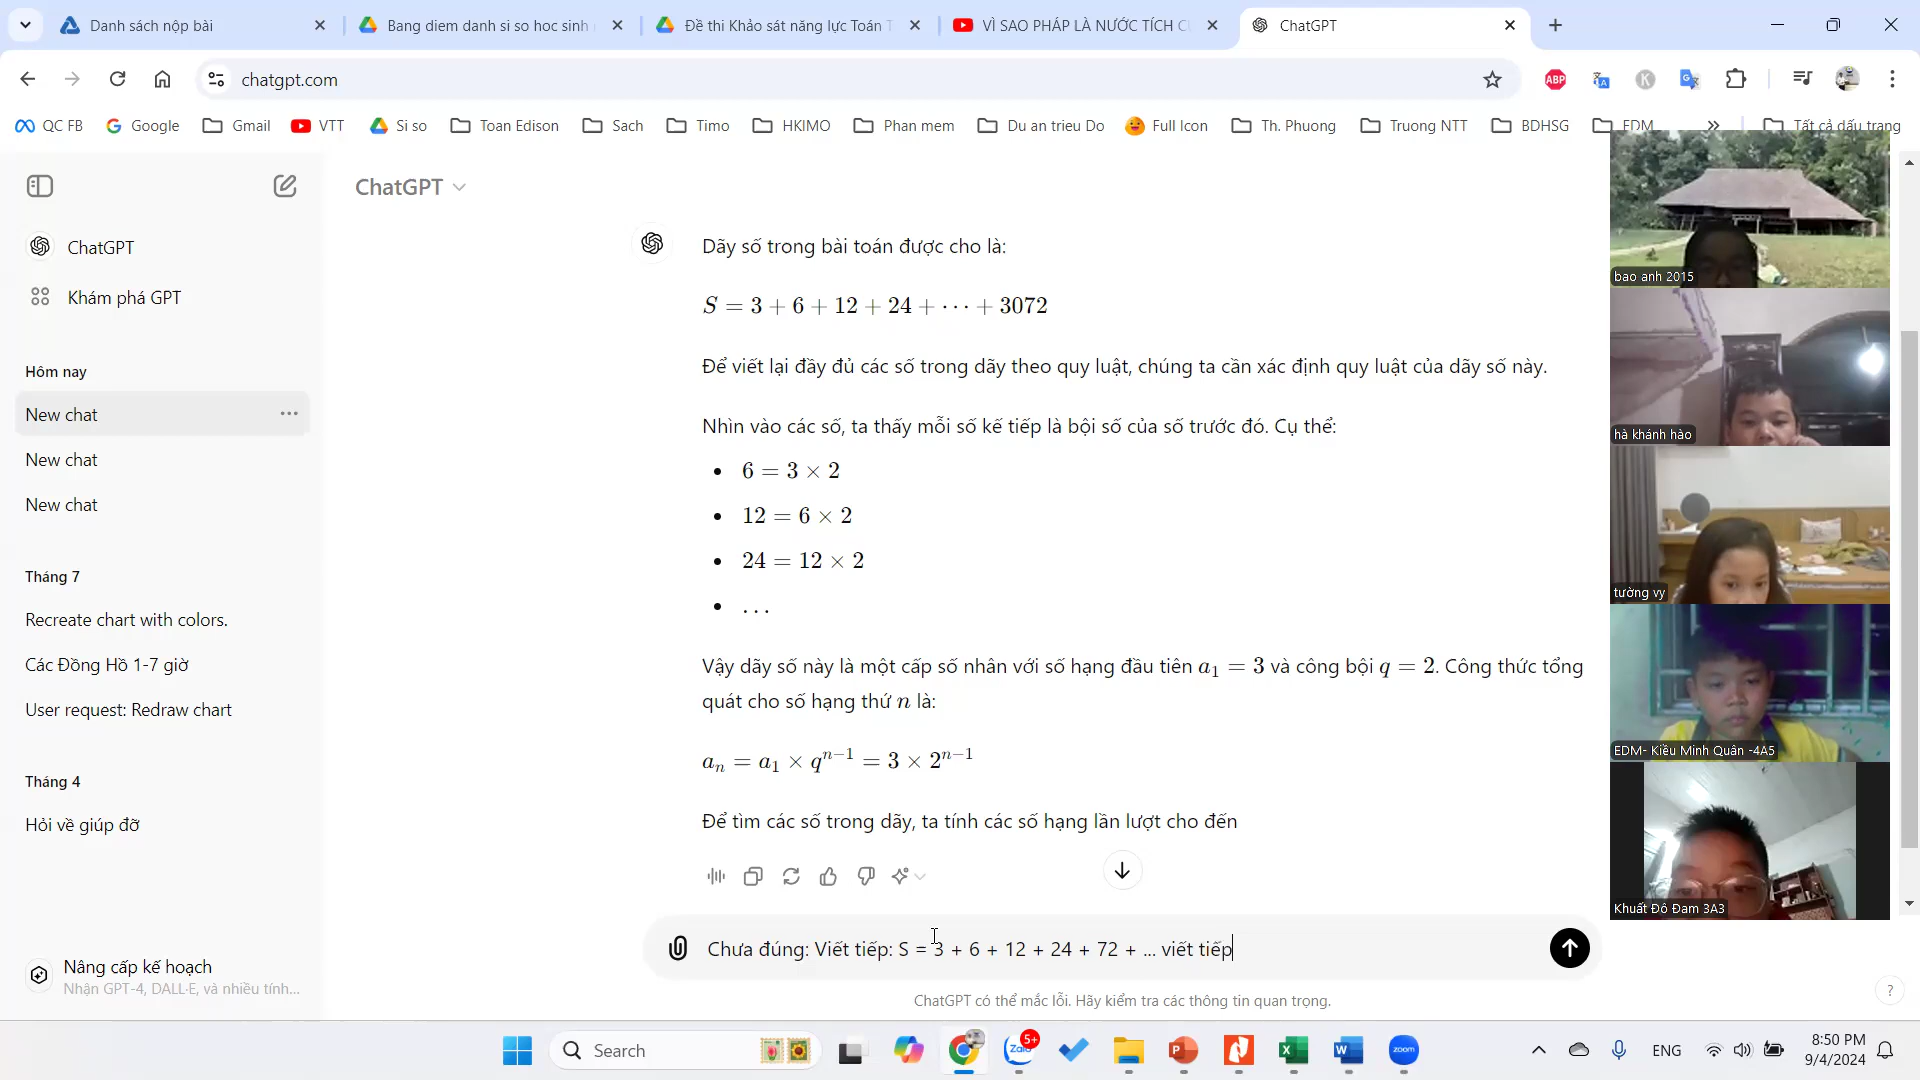 Danh sách nộp bài
Bang diem danh si so hoc sinh
Đề thi Khảo sát năng lực Toán T
VÌ SAO PHÁP LÀ NƯỚC TÍCH C
ChatGPT
chatgpt.com
QC FB
Google
Gmail
VTT
Si so
Toan Edison
Sach
Timo
HKIMO
Phan mem
Du an trieu Do
Full Icon
Th. Phuong
Truong NTT
BDHSG
EDM
Tất cả dấu trang
ABP
K
ChatGPT
ChatGPT
Khám phá GPT
Hôm nay
New chat
New chat
New chat
Tháng 7
Recreate chart with colors.
Các Đồng Hồ 1-7 giờ
User request: Redraw chart
Tháng 4
Hỏi về giúp đỡ
Nâng cấp kế hoạch
Nhận GPT-4, DALL·E, và nhiều tính...
Dãy số trong bài toán được cho là:
S = 3 + 6 + 12 + 24 + ⋯ + 3072
Để viết lại đầy đủ các số trong dãy theo quy luật, chúng ta cần xác định quy luật của dãy số này.
Nhìn vào các số, ta thấy mỗi số kế tiếp là bội số của số trước đó. Cụ thể:
• 6 = 3 × 2
• 12 = 6 × 2
• 24 = 12 × 2
• …
Vậy dãy số này là một cấp số nhân với số hạng đầu tiên a₁ = 3 và công bội q = 2. Công thức tổng
quát cho số hạng thứ n là:
aₙ = a₁ × qⁿ⁻¹ = 3 × 2ⁿ⁻¹
Để tìm các số trong dãy, ta tính các số hạng lần lượt cho đến
Chưa đúng: Viết tiếp: S = 3 + 6 + 12 + 24 + 72 + ... viết tiếp
ChatGPT có thể mắc lỗi. Hãy kiểm tra các thông tin quan trọng.
?
bao anh 2015
hà khánh hào
tường vy
EDM- Kiều Minh Quân -4A5
Khuất Đô Đam 3A3
Search
Zalo
5+
zoom
ENG
8:50 PM
9/4/2024